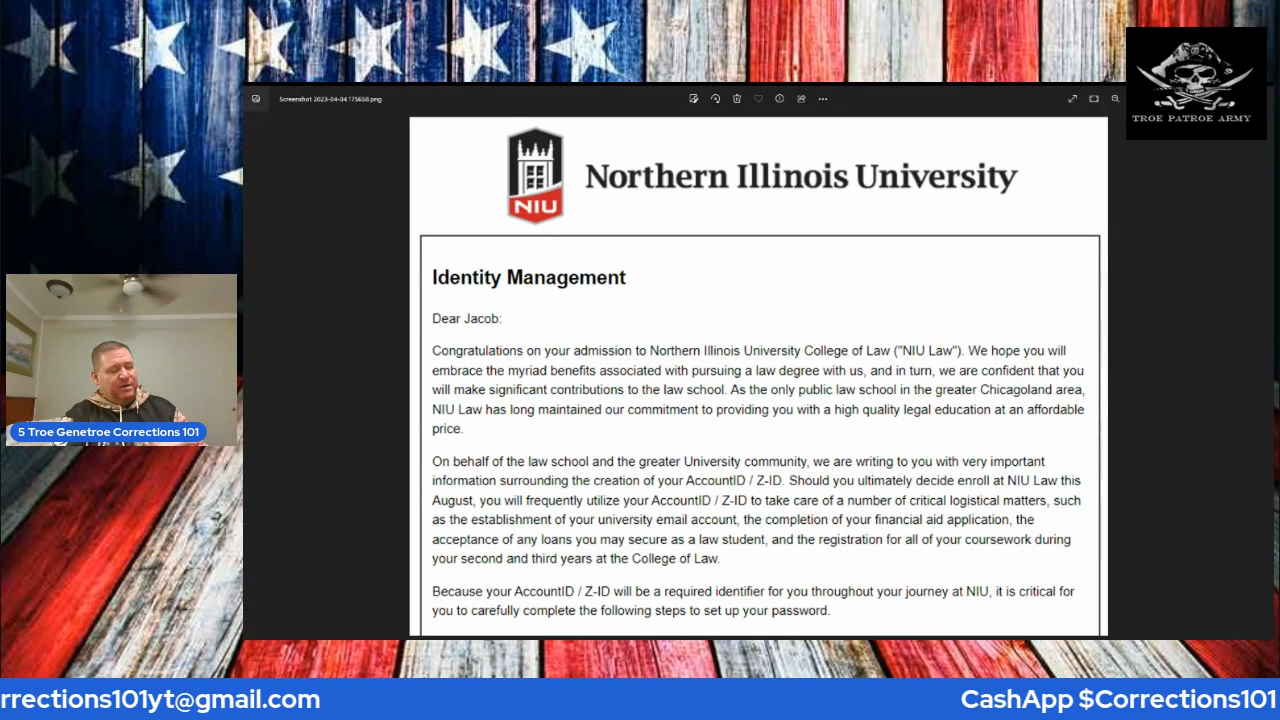 Screenshot 2023-04-04 175658.png
TROE PATROE ARMY
NIU
Northern Illinois University
Identity Management
Dear Jacob:
Congratulations on your admission to Northern Illinois University College of Law ("NIU Law"). We hope you will
embrace the myriad benefits associated with pursuing a law degree with us, and in turn, we are confident that you
will make significant contributions to the law school. As the only public law school in the greater Chicagoland area,
NIU Law has long maintained our commitment to providing you with a high quality legal education at an affordable
price.
On behalf of the law school and the greater University community, we are writing to you with very important
information surrounding the creation of your AccountID / Z-ID. Should you ultimately decide enroll at NIU Law this
August, you will frequently utilize your AccountID / Z-ID to take care of a number of critical logistical matters, such
as the establishment of your university email account, the completion of your financial aid application, the
acceptance of any loans you may secure as a law student, and the registration for all of your coursework during
your second and third years at the College of Law.
Because your AccountID / Z-ID will be a required identifier for you throughout your journey at NIU, it is critical for
you to carefully complete the following steps to set up your password.
5 Troe Genetroe Corrections 101
rrections101yt@gmail.com
CashApp $Corrections101